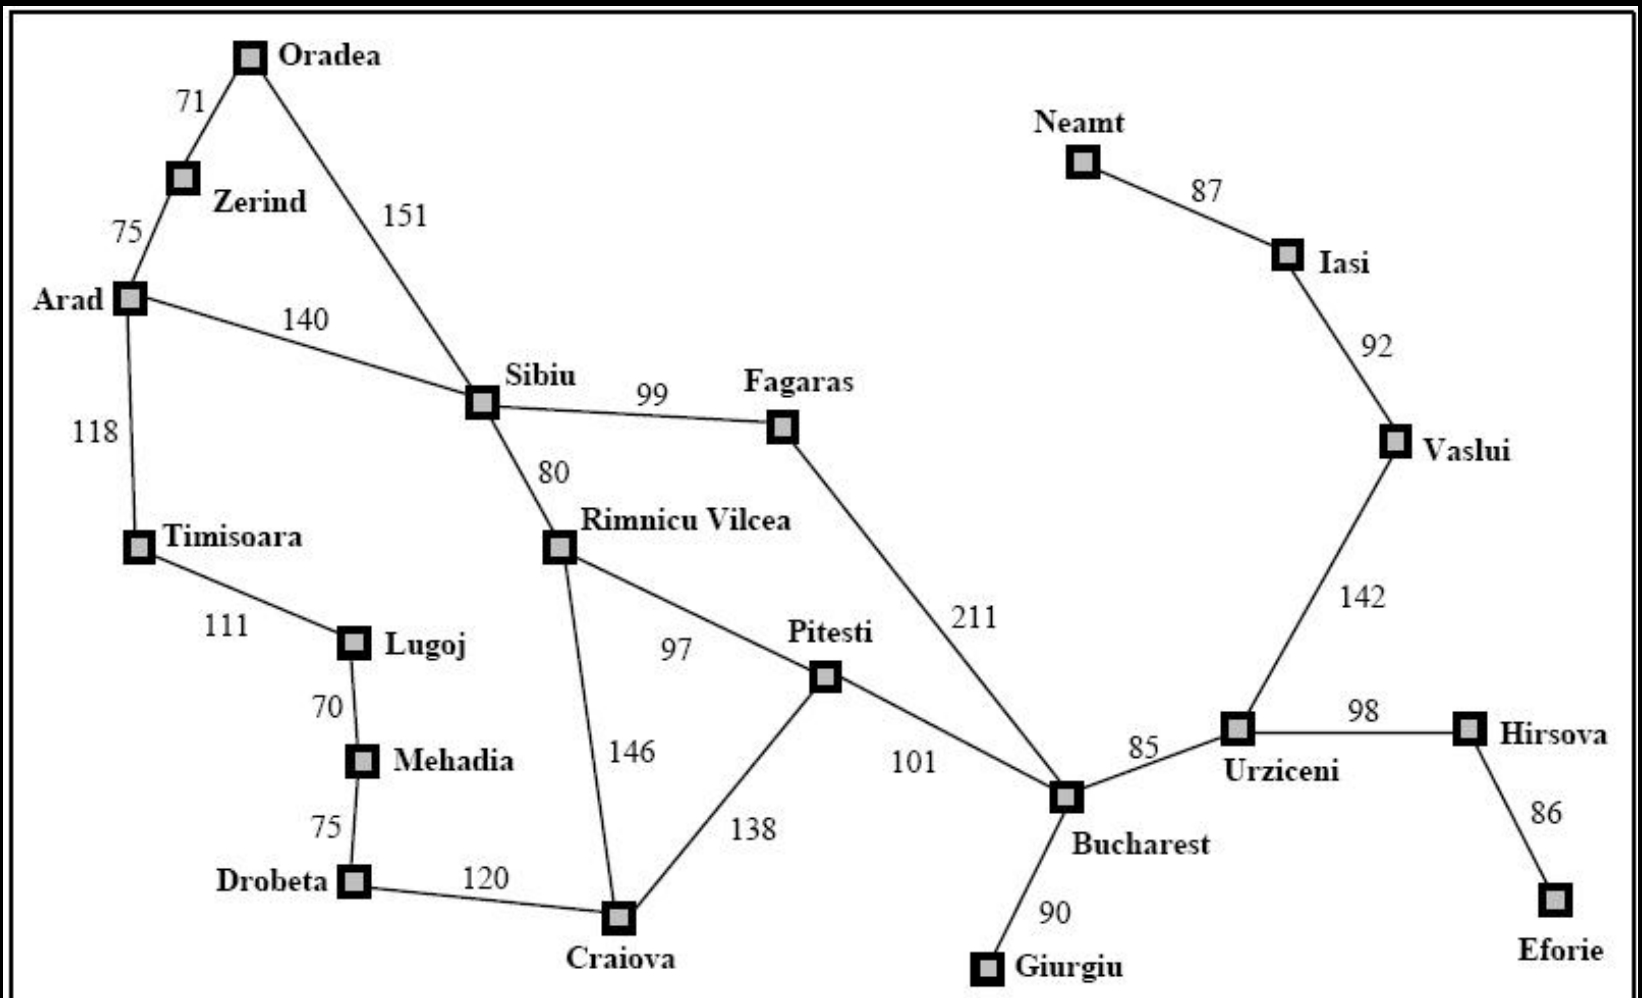 Oradea
71
Neamt
87
Zerind
151
75
Iasi
Arad
140
92
Sibiu
Fagaras
99
118
Vaslui
80
Rimnicu Vilcea
Timisoara
142
211
111
Pitesti
Lugoj
97
70
98
Hirsova
85
146
Mehadia
101
Urziceni
86
75
138
Bucharest
Drobeta
120
90
Eforie
Craiova
Giurgiu